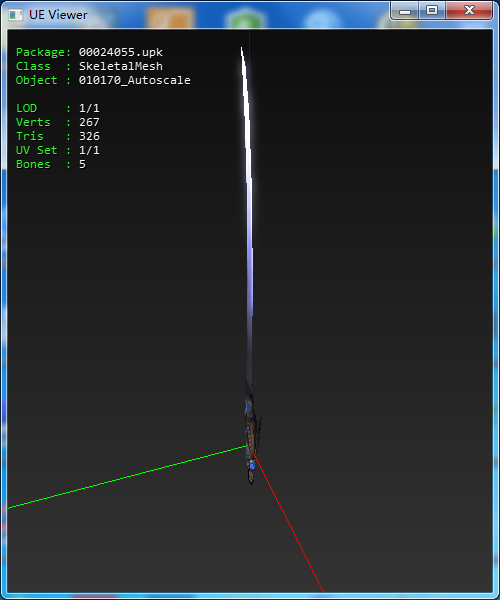 UE Viewer
Package: 00024055.upk
Class  : SkeletalMesh
Object : 010170_Autoscale
LOD    : 1/1
Verts  : 267
Tris   : 326
UV Set : 1/1
Bones  : 5